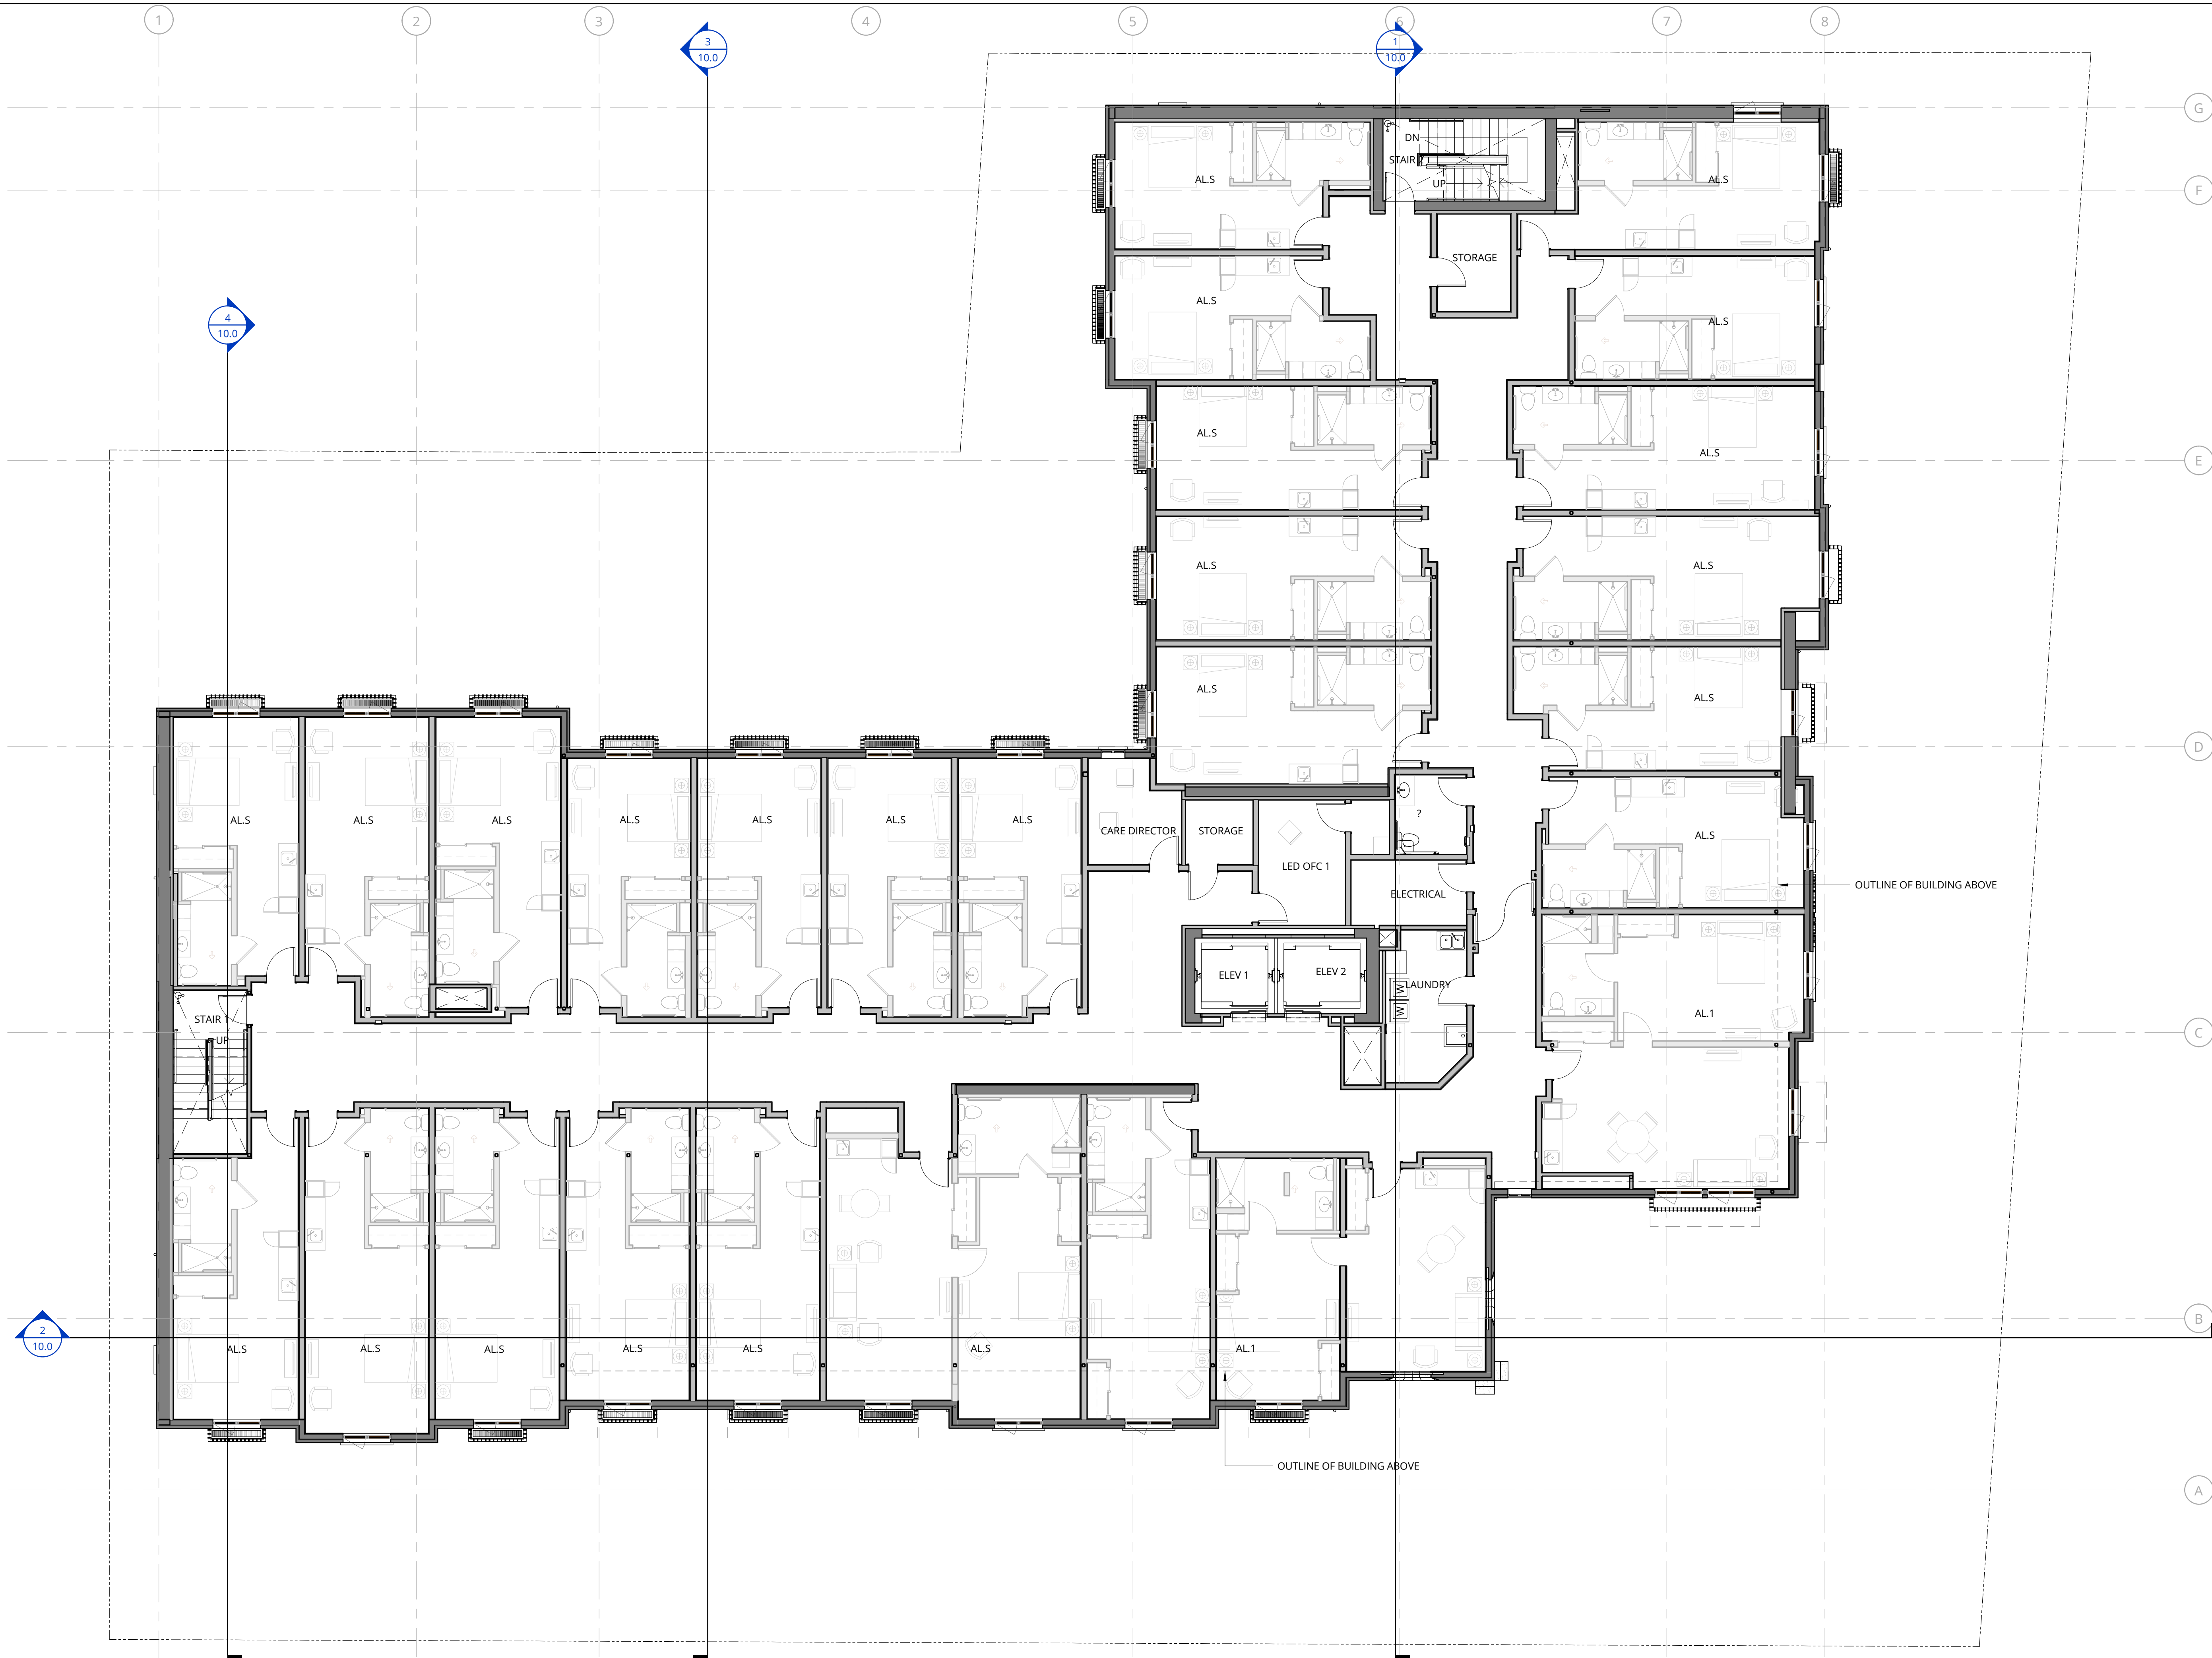 1
2
3
4
5
6
7
8
3
10.0
1
10.0
G
DN
STAIR 2
UP
AL.S
AL.S
F
STORAGE
AL.S
AL.S
4
10.0
AL.S
AL.S
E
AL.S
AL.S
AL.S
AL.S
D
AL.S
AL.S
AL.S
AL.S
AL.S
AL.S
AL.S
CARE DIRECTOR
STORAGE
?
AL.S
LED OFC 1
ELECTRICAL
OUTLINE OF BUILDING ABOVE
ELEV 1
ELEV 2
LAUNDRY
W
W
AL.1
STAIR 1
UP
C
B
2
10.0
AL.S
AL.S
AL.S
AL.S
AL.S
AL.S
AL.1
OUTLINE OF BUILDING ABOVE
A